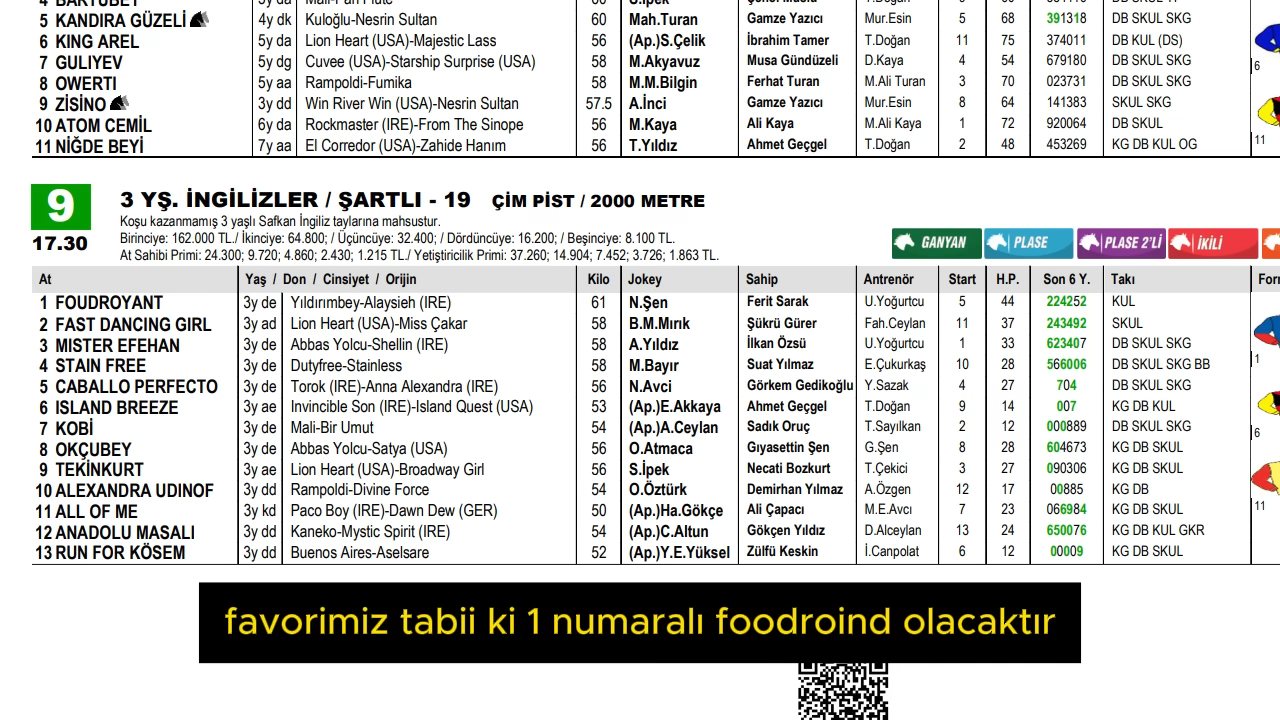 5 KANDIRA GÜZELİ 4y dk Kuloğlu-Nesrin Sultan 60 Mah.Turan Gamze Yazıcı Mur.Esin 5 68 391318 DB SKUL SKG
6 KING AREL 5y da Lion Heart (USA)-Majestic Lass 56 (Ap.)S.Çelik İbrahim Tamer T.Doğan 11 75 374011 DB KUL (DS)
7 GULIYEV 5y dg Cuvee (USA)-Starship Surprise (USA) 58 M.Akyavuz Musa Gündüzeli D.Kaya 4 54 679180 DB SKUL SKG
6
8 OWERTI 5y aa Rampoldi-Fumika 58 M.M.Bilgin Ferhat Turan M.Ali Turan 3 70 023731 DB SKUL SKG
9 ZİSİNO 3y dd Win River Win (USA)-Nesrin Sultan 57.5 A.İnci Gamze Yazıcı Mur.Esin 8 64 141383 SKUL SKG
10 ATOM CEMİL 6y da Rockmaster (IRE)-From The Sinope 56 M.Kaya Ali Kaya M.Ali Kaya 1 72 920064 DB SKUL
11 NİĞDE BEYİ 7y aa El Corredor (USA)-Zahide Hanım 56 T.Yıldız Ahmet Geçgel T.Doğan 2 48 453269 KG DB KUL OG
11
9 3 YŞ. İNGİLİZLER / ŞARTLI - 19 ÇİM PİST / 2000 METRE
Koşu kazanmamış 3 yaşlı Safkan İngiliz taylarına mahsustur.
17.30 Birinciye: 162.000 TL./ İkinciye: 64.800; / Üçüncüye: 32.400; / Dördüncüye: 16.200; / Beşinciye: 8.100 TL.
At Sahibi Primi: 24.300; 9.720; 4.860; 2.430; 1.215 TL./ Yetiştiricilik Primi: 37.260; 14.904; 7.452; 3.726; 1.863 TL.
GANYAN PLASE PLASE 2'Lİ İKİLİ
At Yaş / Don / Cinsiyet / Orijin Kilo Jokey Sahip Antrenör Start H.P. Son 6 Y. Takı
1 FOUDROYANT 3y de Yıldırımbey-Alaysieh (IRE) 61 N.Şen Ferit Sarak U.Yoğurtcu 5 44 224252 KUL
2 FAST DANCING GIRL 3y ad Lion Heart (USA)-Miss Çakar 58 B.M.Mırık Şükrü Gürer Fah.Ceylan 11 37 243492 SKUL
3 MISTER EFEHAN 3y de Abbas Yolcu-Shellin (IRE) 58 A.Yıldız İlkan Özsü U.Yoğurtcu 1 33 623407 DB SKUL SKG
1
4 STAIN FREE 3y de Dutyfree-Stainless 58 M.Bayır Suat Yılmaz E.Çukurkaş 10 28 566006 DB SKUL SKG BB
5 CABALLO PERFECTO 3y de Torok (IRE)-Anna Alexandra (IRE) 56 N.Avci Görkem Gedikoğlu Y.Sazak 4 27 704 DB SKUL SKG
6 ISLAND BREEZE 3y ae Invincible Son (IRE)-Island Quest (USA) 53 (Ap.)E.Akkaya Ahmet Geçgel T.Doğan 9 14 007 KG DB KUL
7 KOBİ 3y de Mali-Bir Umut 54 (Ap.)A.Ceylan Sadık Oruç T.Sayılkan 2 12 000889 DB SKUL SKG
6
8 OKÇUBEY 3y de Abbas Yolcu-Satya (USA) 56 O.Atmaca Gıyasettin Şen G.Şen 8 28 604673 KG DB SKUL
9 TEKİNKURT 3y ae Lion Heart (USA)-Broadway Girl 56 S.İpek Necati Bozkurt T.Çekici 3 27 090306 KG DB SKUL
10 ALEXANDRA UDINOF 3y dd Rampoldi-Divine Force 54 O.Öztürk Demirhan Yılmaz A.Özgen 12 17 00885 KG DB
11 ALL OF ME 3y kd Paco Boy (IRE)-Dawn Dew (GER) 50 (Ap.)Ha.Gökçe Ali Çapacı M.E.Avcı 7 23 066984 KG DB SKUL
11
12 ANADOLU MASALI 3y dd Kaneko-Mystic Spirit (IRE) 54 (Ap.)C.Altun Gökçen Yıldız D.Alceylan 13 24 650076 KG DB KUL GKR
13 RUN FOR KÖSEM 3y dd Buenos Aires-Aselsare 52 (Ap.)Y.E.Yüksel Zülfü Keskin İ.Canpolat 6 12 00009 KG DB SKUL
favorimiz tabii ki 1 numaralı foodroind olacaktır